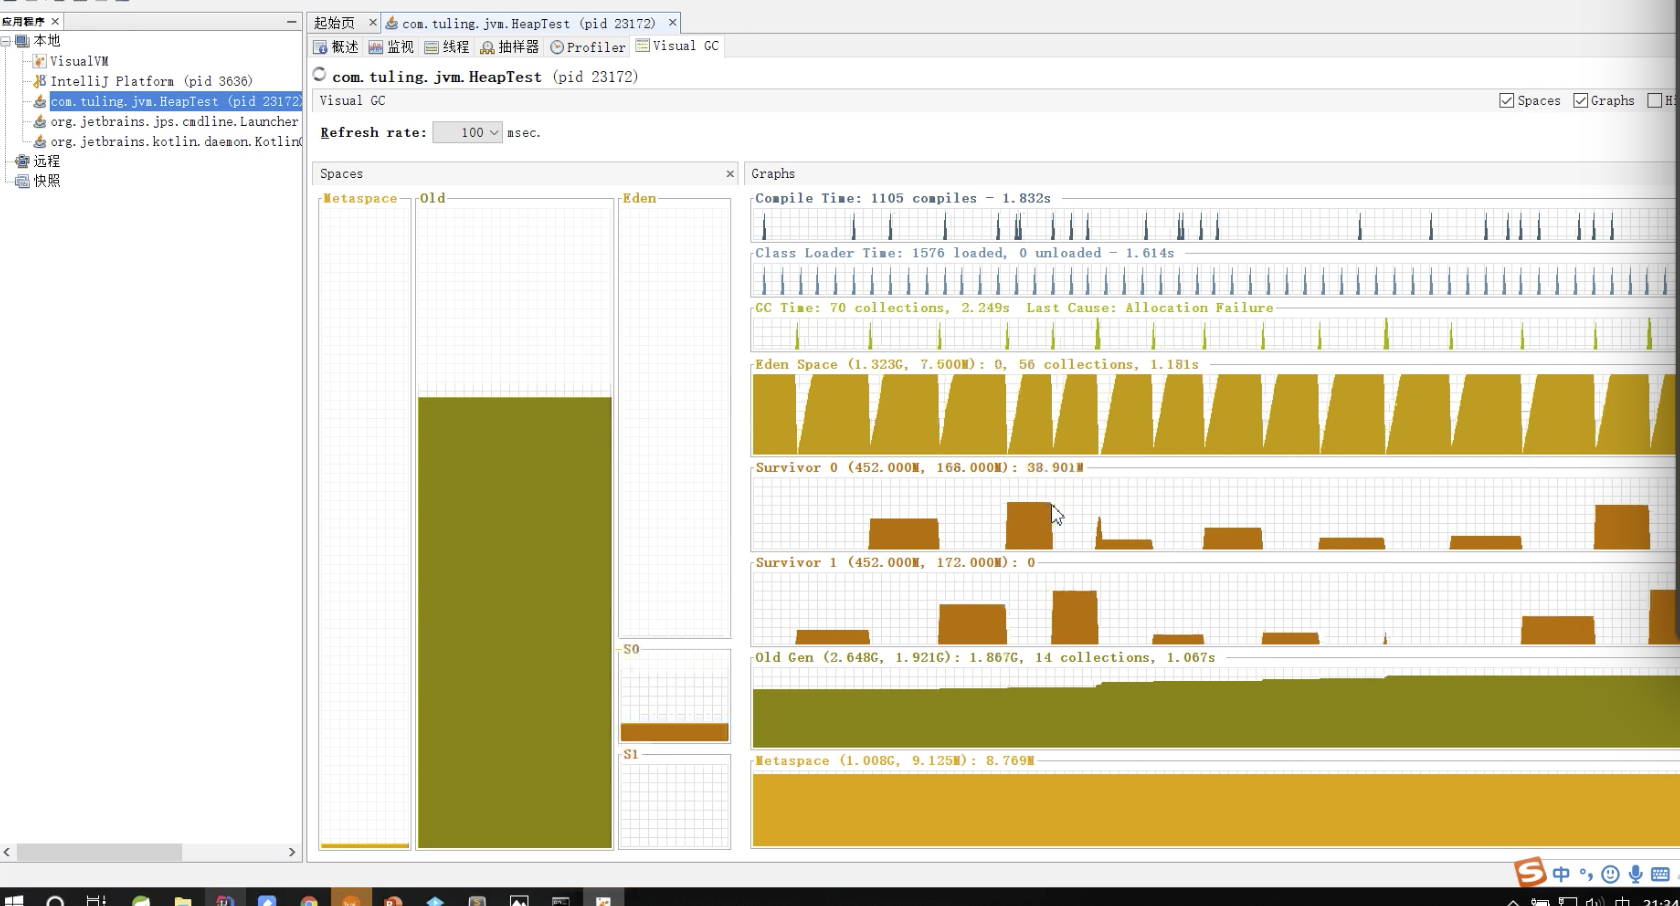 应用程序
本地
VisualVM
IntelliJ Platform (pid 3636)
com.tuling.jvm.HeapTest (pid 23172)
org.jetbrains.jps.cmdline.Launcher
org.jetbrains.kotlin.daemon.Kotlin
远程
快照
起始页
com.tuling.jvm.HeapTest (pid 23172)
概述 监视 线程 抽样器 Profiler Visual GC
com.tuling.jvm.HeapTest (pid 23172)
Visual GC
Spaces Graphs
Refresh rate: 100 msec.
Spaces
Metaspace Old Eden
S0
S1
Graphs
Compile Time: 1105 compiles - 1.832s
Class Loader Time: 1576 loaded, 0 unloaded - 1.614s
GC Time: 70 collections, 2.249s Last Cause: Allocation Failure
Eden Space (1.323G, 7.500M): 0, 56 collections, 1.181s
Survivor 0 (452.000M, 168.000M): 38.901M
Survivor 1 (452.000M, 172.000M): 0
Old Gen (2.648G, 1.921G): 1.867G, 14 collections, 1.067s
Metaspace (1.008G, 9.125M): 8.769M
中